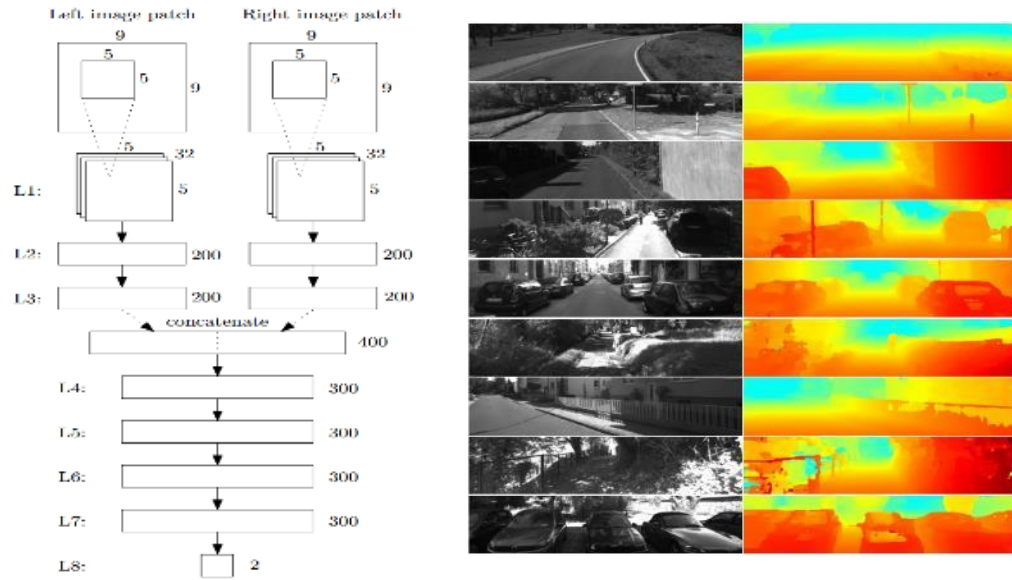 Left image patch Right image patch
9 9
5 5
5 5
9 9
5 32 5 32
L1: 5 5
L2: 200 200
L3: 200 200
concatenate
400
L4: 300
L5: 300
L6: 300
L7: 300
L8: 2